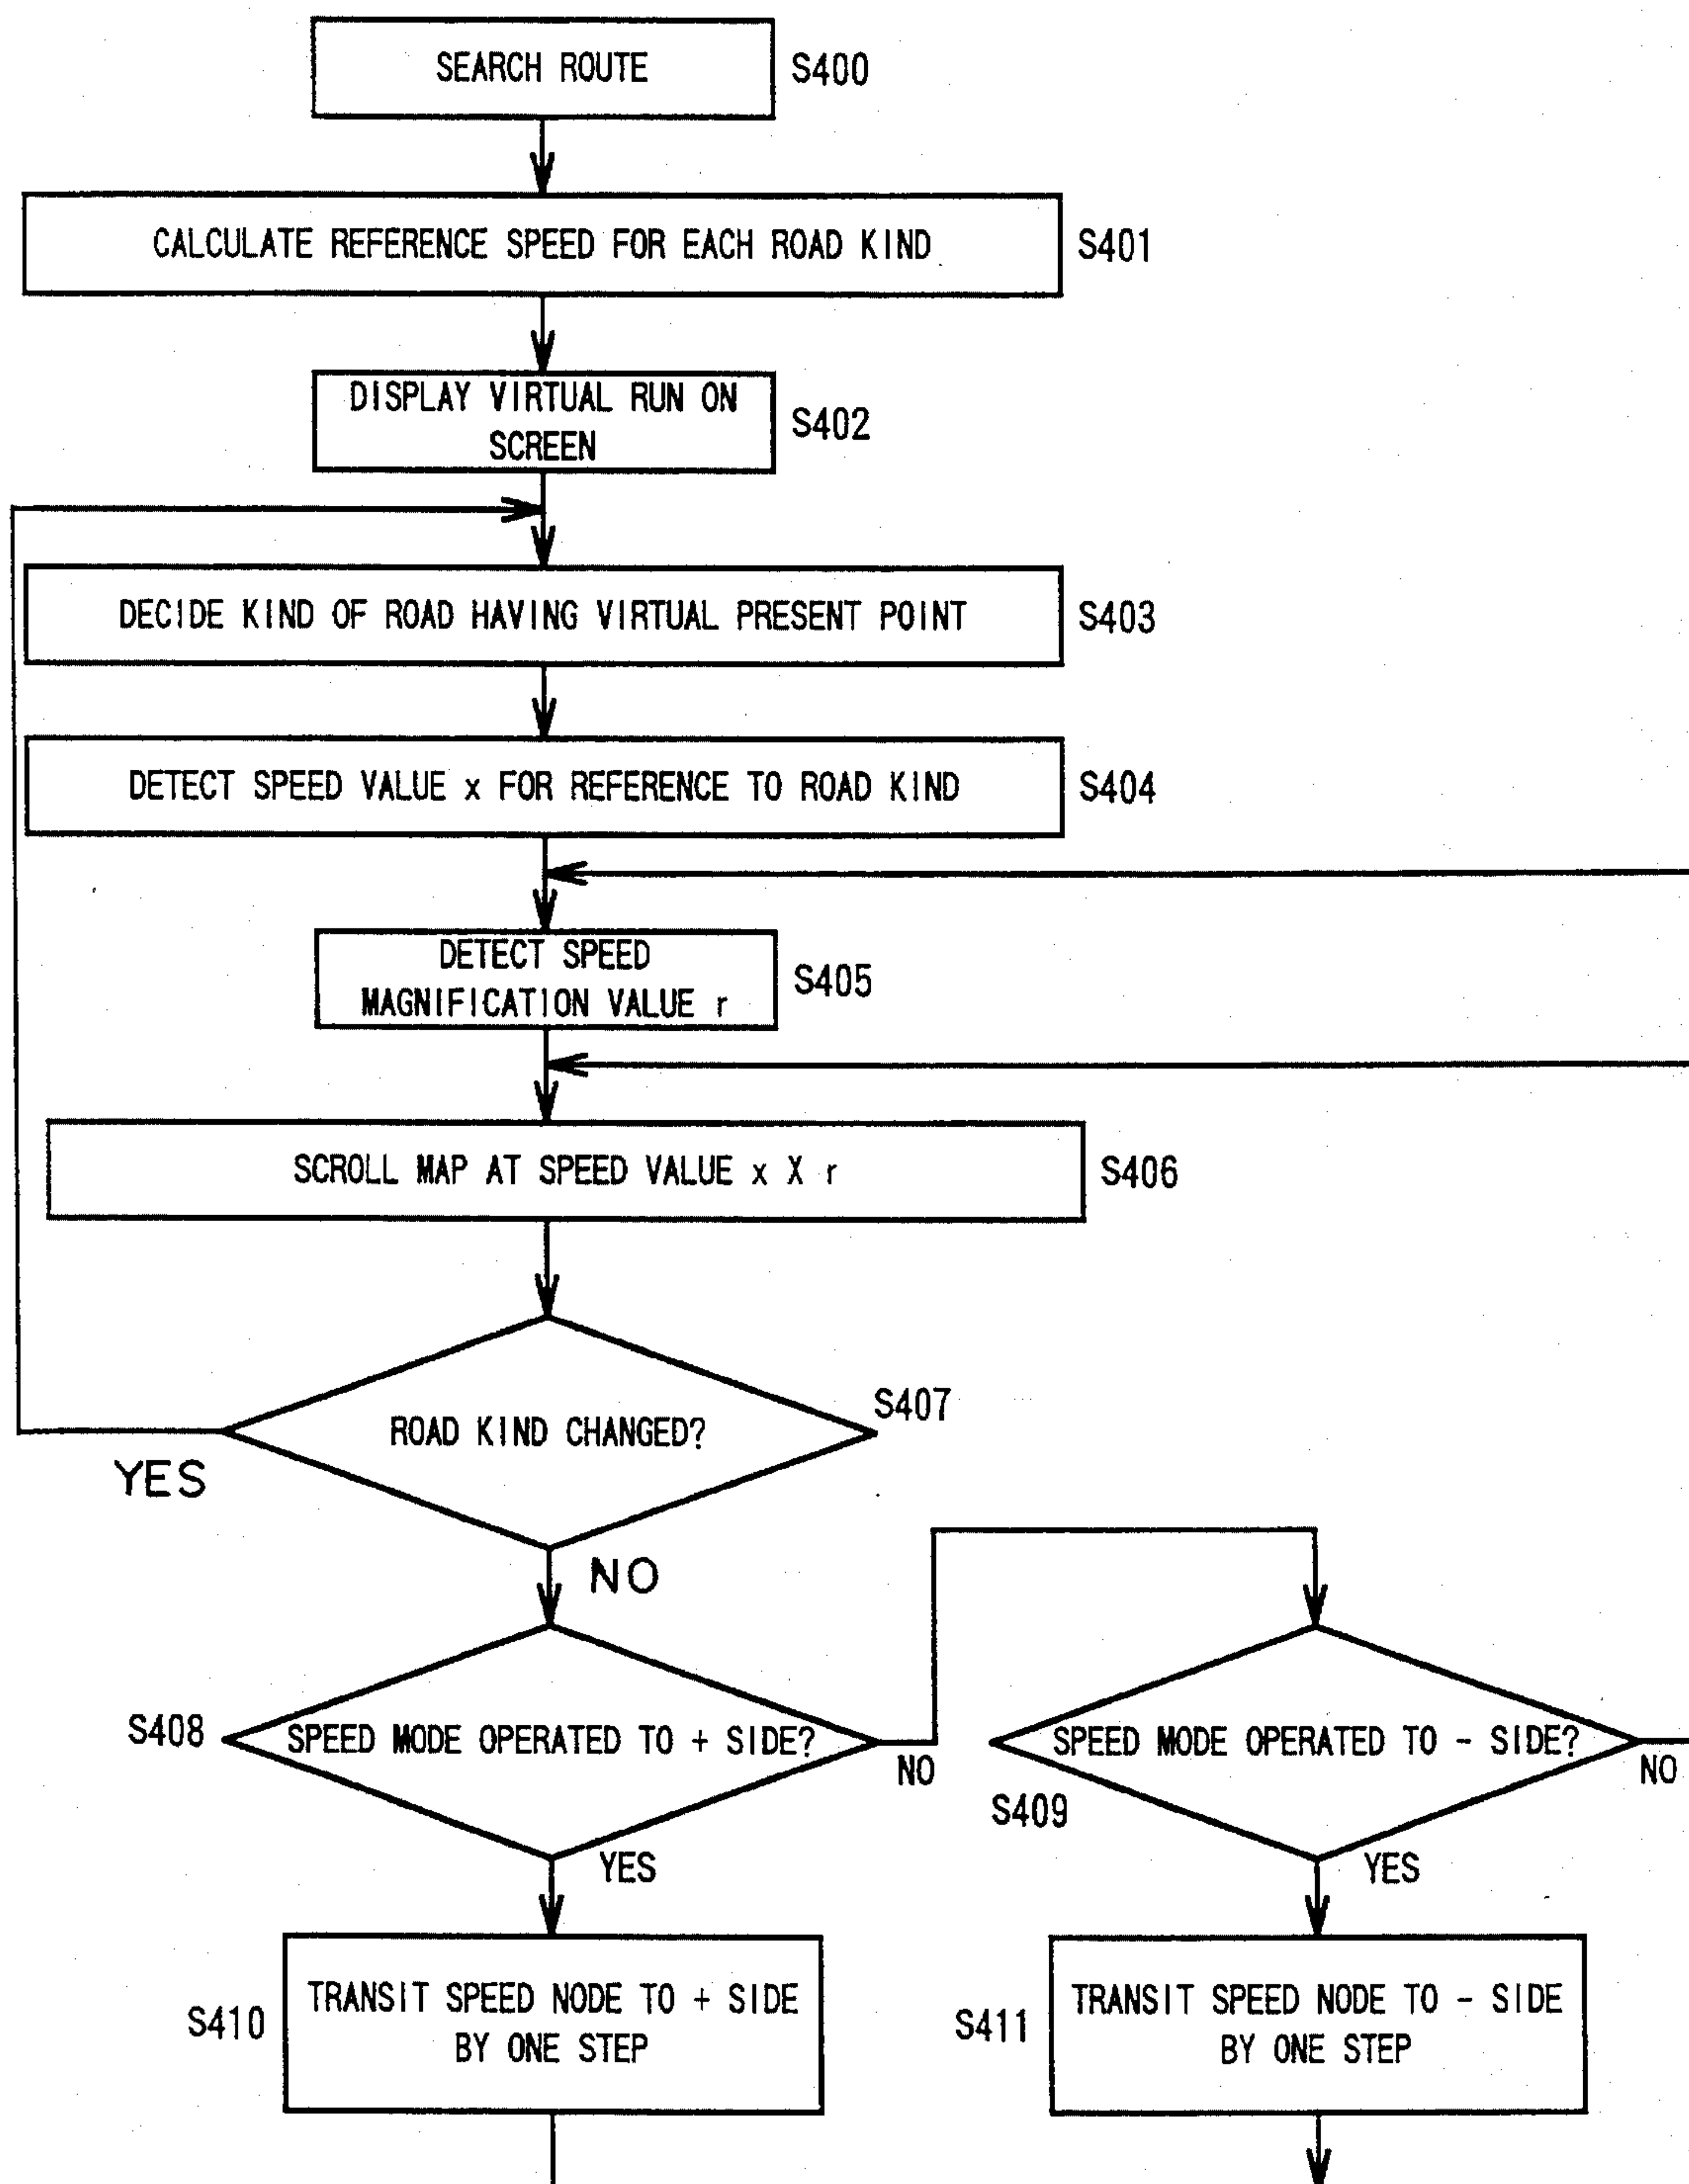 SEARCH ROUTE
S400
CALCULATE REFERENCE SPEED FOR EACH ROAD KIND
S401
DISPLAY VIRTUAL RUN ON
SCREEN
S402
DECIDE KIND OF ROAD HAVING VIRTUAL PRESENT POINT
S403
DETECT SPEED VALUE x FOR REFERENCE TO ROAD KIND
S404
DETECT SPEED
MAGNIFICATION VALUE r
S405
SCROLL MAP AT SPEED VALUE x X r
S406
ROAD KIND CHANGED?
S407
YES
NO
S408
SPEED MODE OPERATED TO + SIDE?
NO
YES
SPEED MODE OPERATED TO - SIDE?
S409
NO
YES
S410
TRANSIT SPEED NODE TO + SIDE
BY ONE STEP
S411
TRANSIT SPEED NODE TO - SIDE
BY ONE STEP